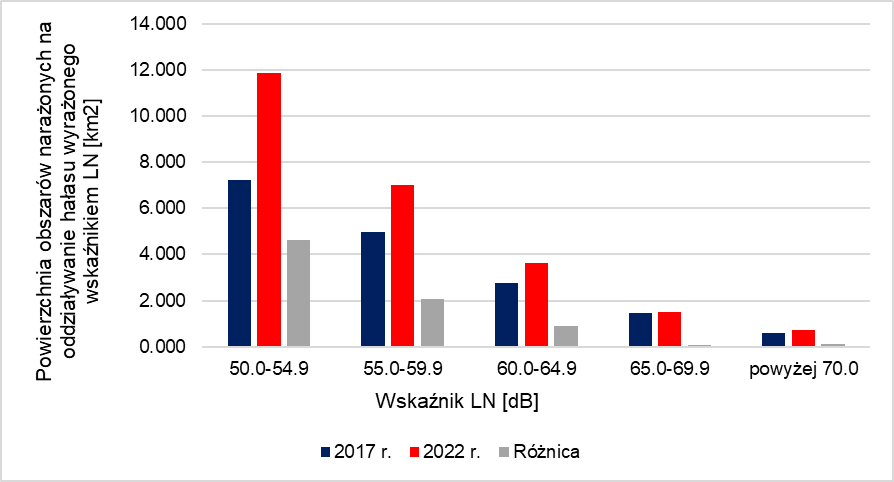 Powierzchnia obszarów narażonych na
oddziaływanie hałasu wyrażonego
wskaźnikiem LN [km2]
14.000
12.000
10.000
8.000
6.000
4.000
2.000
0.000
50.0-54.9
55.0-59.9
60.0-64.9
65.0-69.9
powyżej 70.0
Wskaźnik LN [dB]
2017 r.
2022 r.
Różnica